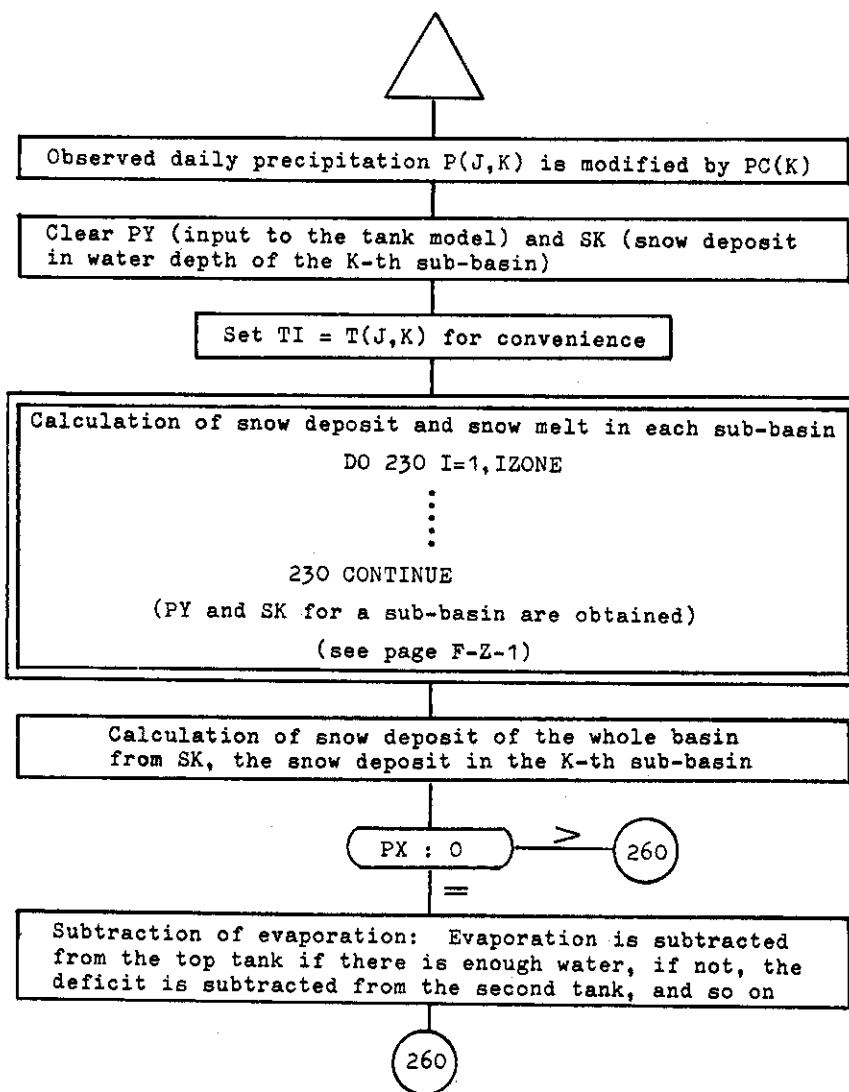 Observed daily precipitation P(J,K) is modified by PC(K)
Clear PY (input to the tank model) and SK (snow deposit
in water depth of the K-th sub-basin)
Set TI = T(J,K) for convenience
Calculation of snow deposit and snow melt in each sub-basin
DO 230 I=1,IZONE
230 CONTINUE
(PY and SK for a sub-basin are obtained)
(see page F-Z-1)
Calculation of snow deposit of the whole basin
from SK, the snow deposit in the K-th sub-basin
PX : 0
>
260
=
Subtraction of evaporation: Evaporation is subtracted
from the top tank if there is enough water, if not, the
deficit is subtracted from the second tank, and so on
260